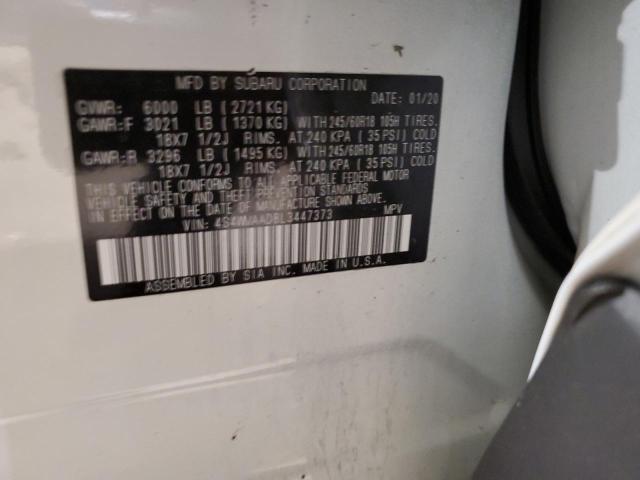 MFD BY SUBARU CORPORATION
DATE: 01/20
GVWR: 6000 LB (2721 KG)
GAWR:F 3021 LB (1370 KG) WITH 245/60R18 105H TIRES.
18X7 1/2J RIMS. AT 240 KPA (35 PSI) COLD
GAWR:R 3296 LB (1495 KG) WITH 245/60R18 105H TIRES.
18X7 1/2J RIMS. AT 240 KPA (35 PSI) COLD
THIS VEHICLE CONFORMS TO ALL APPLICABLE FEDERAL MOTOR
VEHICLE SAFETY AND THEFT PREVENTION STANDARDS
IN EFFECT ON THE DATE OF MANUFACTURE SHOWN ABOVE.
VIN: 4S4WMAAD8L3447373 MPV
ASSEMBLED BY SIA INC. MADE IN U.S.A.